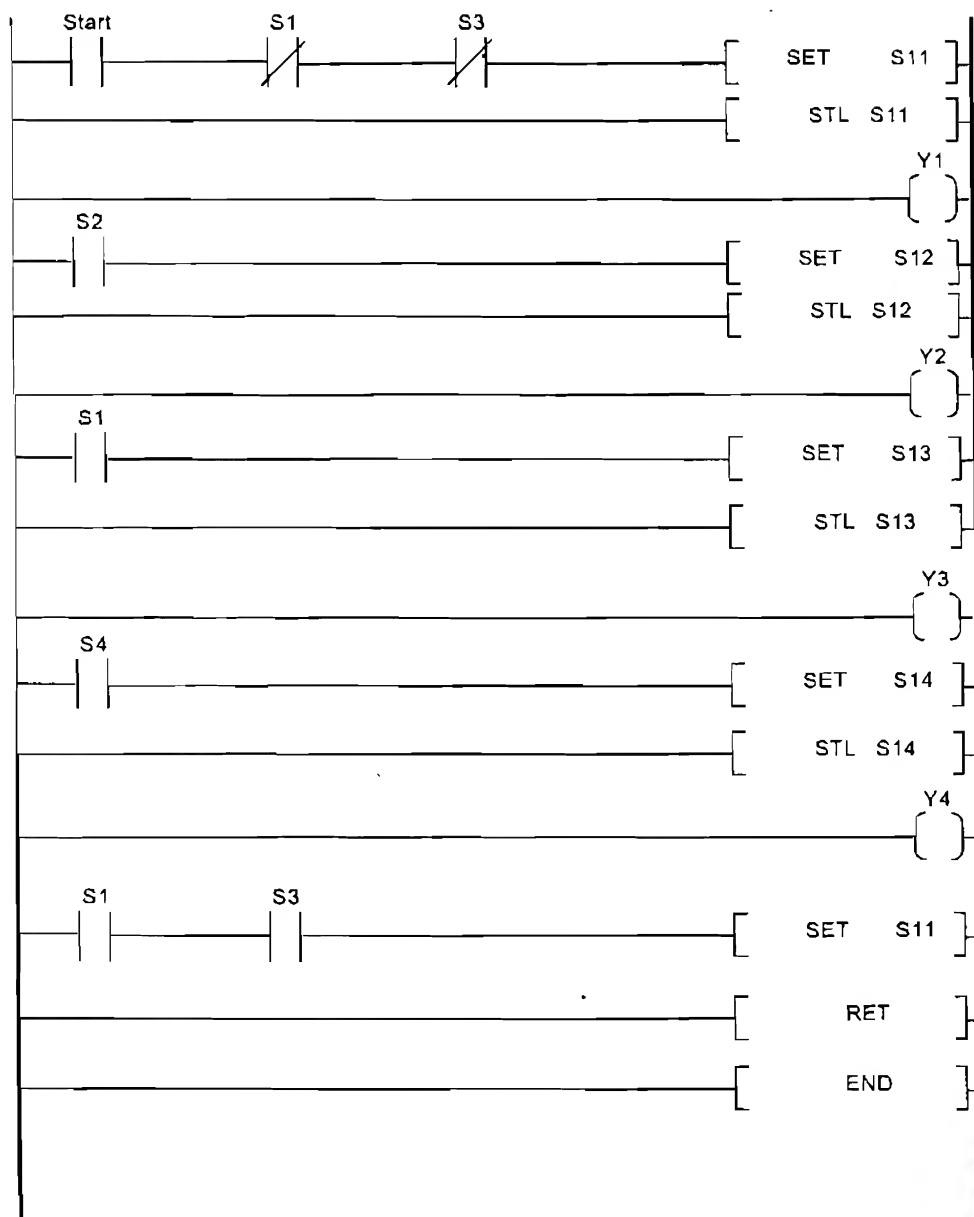 Start S1 S3
SET S11
STL S11
Y1
S2
SET S12
STL S12
Y2
S1
SET S13
STL S13
Y3
S4
SET S14
STL S14
Y4
S1 S3
SET S11
RET
END